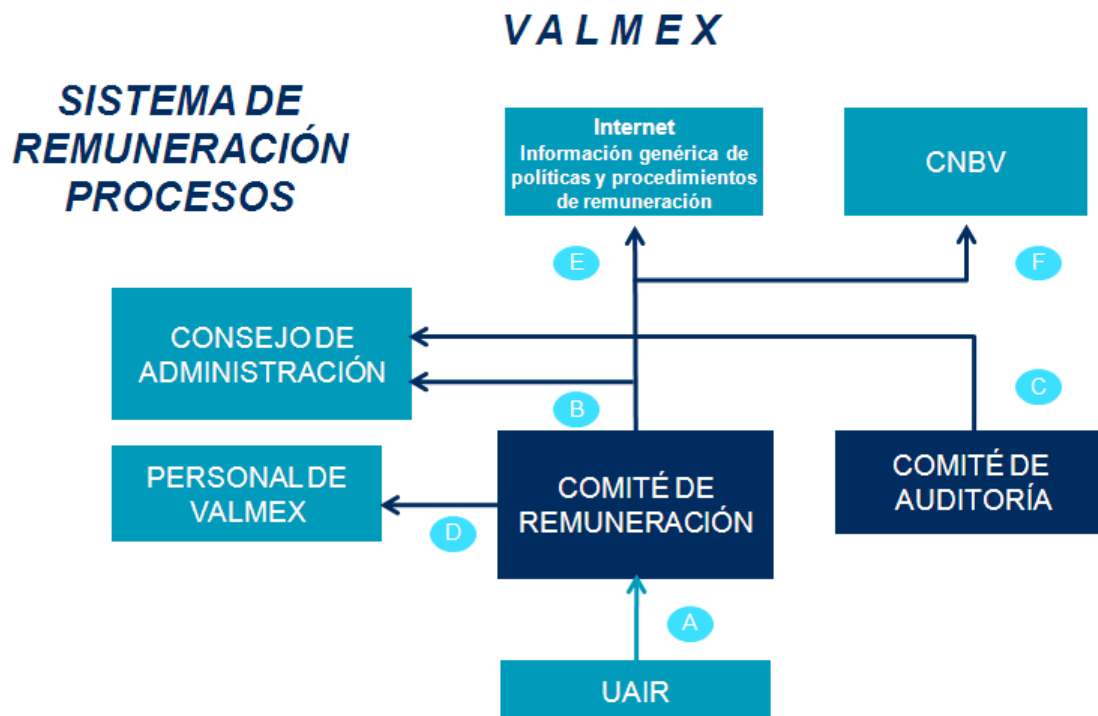 V A L M E X
SISTEMA DE
REMUNERACIÓN
PROCESOS
Internet
Información genérica de
políticas y procedimientos
de remuneración
CNBV
E
F
CONSEJO DE
ADMINISTRACIÓN
B
C
PERSONAL DE
VALMEX
COMITÉ DE
REMUNERACIÓN
COMITÉ DE
AUDITORÍA
D
A
UAIR